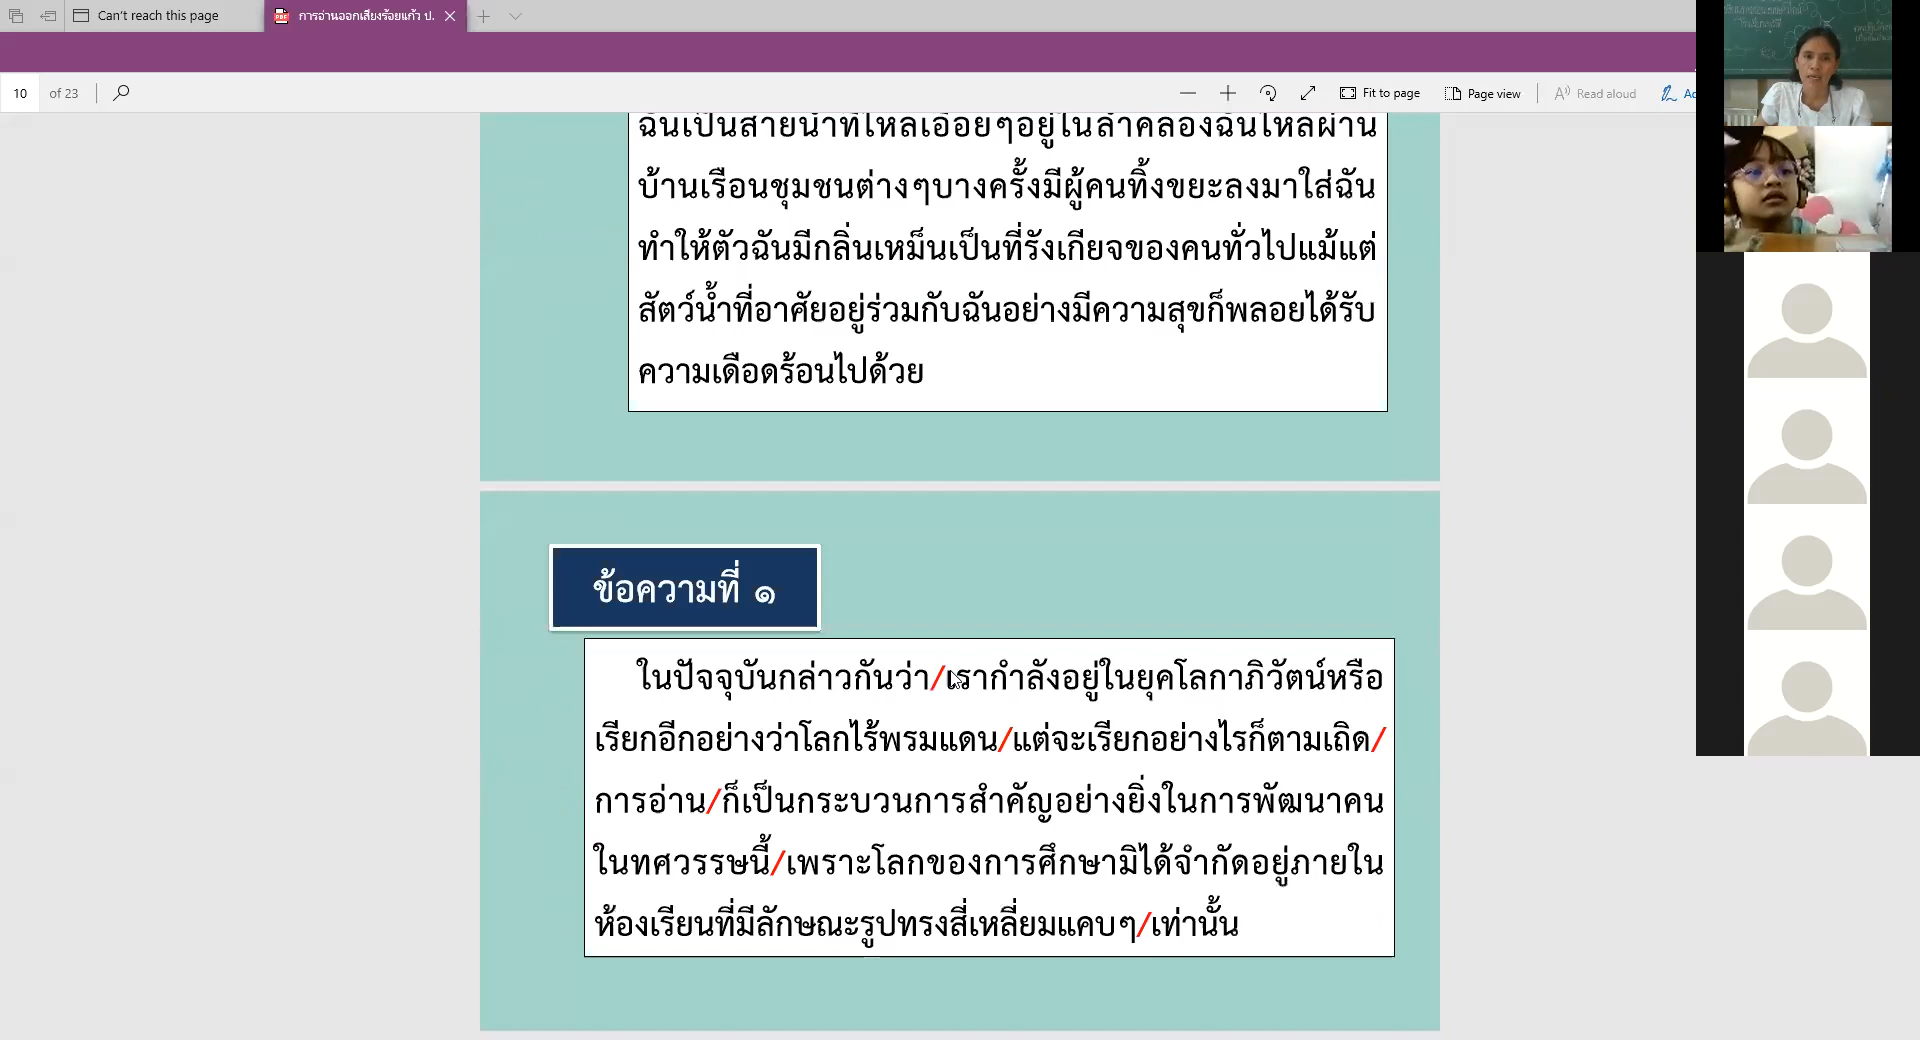 Can't reach this page
การอ่านออกเสียงร้อยแก้ว ป.
10 of 23
Fit to page
Page view
Read aloud
ฉันเป็นสายน้ำที่ไหลเอื่อยๆอยู่ในลำคลองฉันไหลผ่าน
บ้านเรือนชุมชนต่างๆบางครั้งมีผู้คนทิ้งขยะลงมาใส่ฉัน
ทำให้ตัวฉันมีกลิ่นเหม็นเป็นที่รังเกียจของคนทั่วไปแม้แต่
สัตว์น้ำที่อาศัยอยู่ร่วมกับฉันอย่างมีความสุขก็พลอยได้รับ
ความเดือดร้อนไปด้วย
ข้อความที่ ๑
ในปัจจุบันกล่าวกันว่า/เรากำลังอยู่ในยุคโลกาภิวัตน์หรือ
เรียกอีกอย่างว่าโลกไร้พรมแดน/แต่จะเรียกอย่างไรก็ตามเถิด/
การอ่าน/ก็เป็นกระบวนการสำคัญอย่างยิ่งในการพัฒนาคน
ในทศวรรษนี้/เพราะโลกของการศึกษามิได้จำกัดอยู่ภายใน
ห้องเรียนที่มีลักษณะรูปทรงสี่เหลี่ยมแคบๆ/เท่านั้น